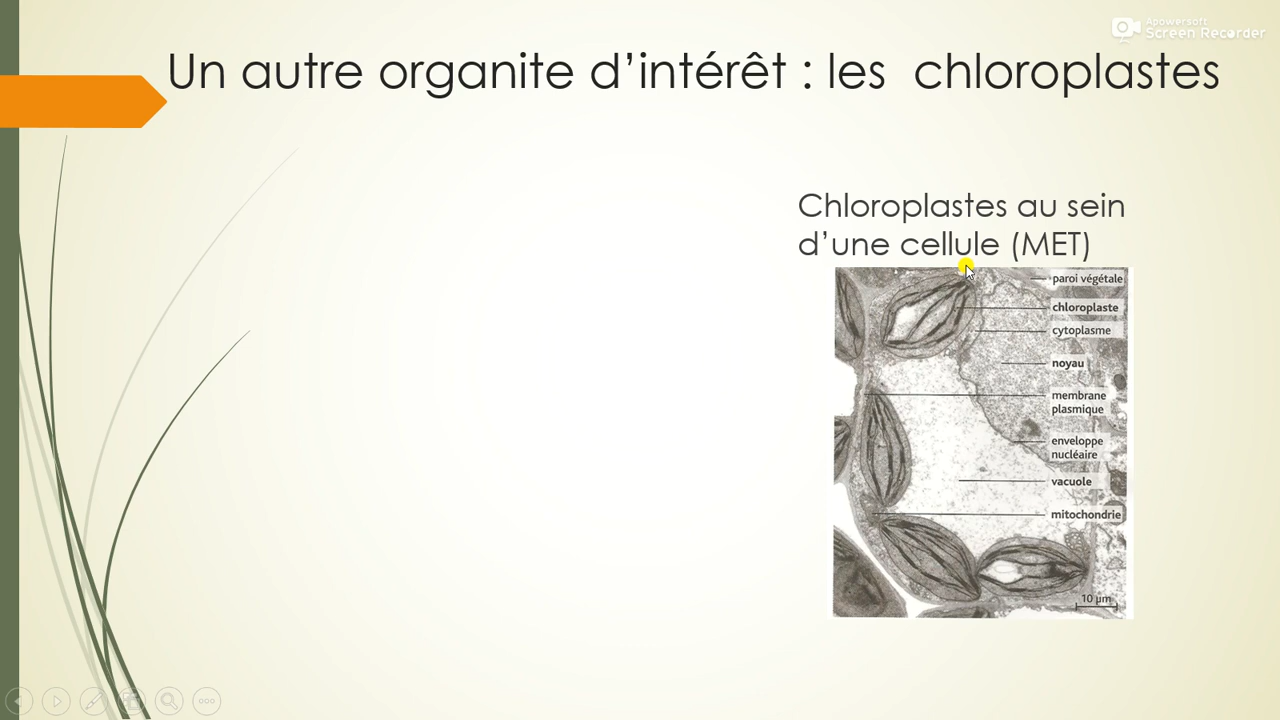 Apowersoft
Screen Recorder
Un autre organite d’intérêt : les chloroplastes
Chloroplastes au sein
d’une cellule (MET)
paroi végétale
chloroplaste
cytoplasme
noyau
membrane
plasmique
enveloppe
nucléaire
vacuole
mitochondrie
10 µm